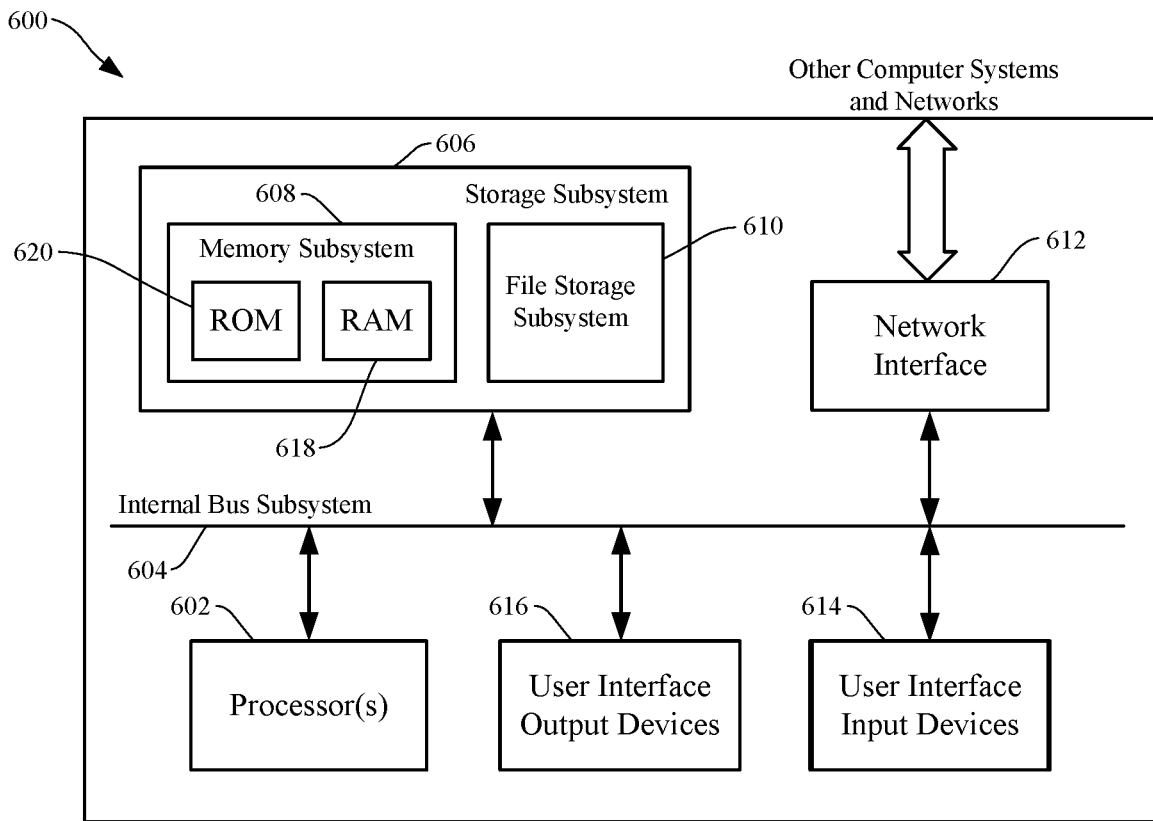 600
Other Computer Systems
and Networks
606
608
Storage Subsystem
610
620
Memory Subsystem
612
File Storage
Subsystem
ROM
RAM
Network
Interface
618
Internal Bus Subsystem
604
602
616
614
Processor(s)
User Interface
Output Devices
User Interface
Input Devices